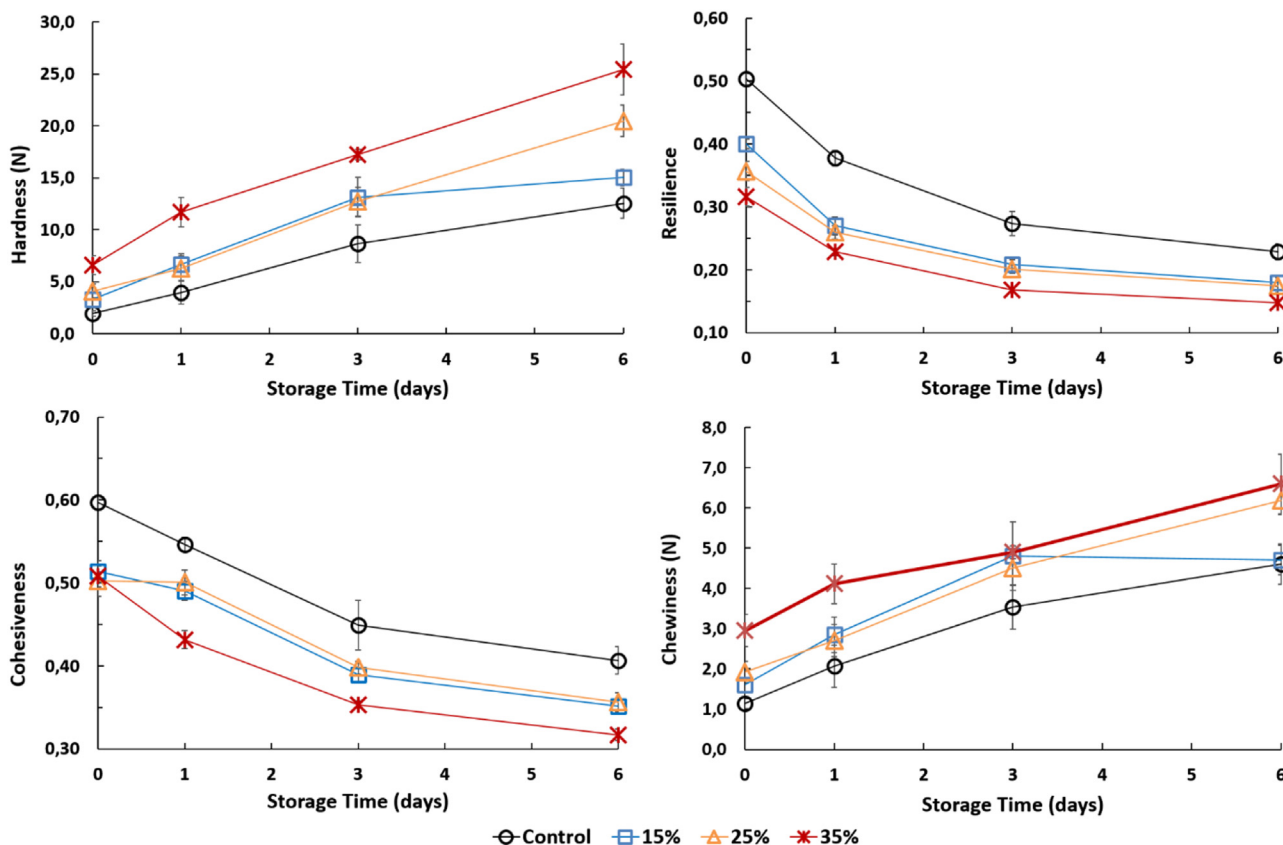 30,0
25,0
20,0
15,0
10,0
5,0
0,0
Hardness (N)
0 1 2 3 4 5 6
Storage Time (days)
0,60
0,50
0,40
0,30
0,20
0,10
Resilience
0 1 2 3 4 5 6
Storage Time (days)
0,70
0,60
0,50
0,40
0,30
Cohesiveness
0 1 2 3 4 5 6
Storage Time (days)
8,0
7,0
6,0
5,0
4,0
3,0
2,0
1,0
0,0
Chewiness (N)
0 1 2 3 4 5 6
Storage Time (days)
Control 15% 25% 35%